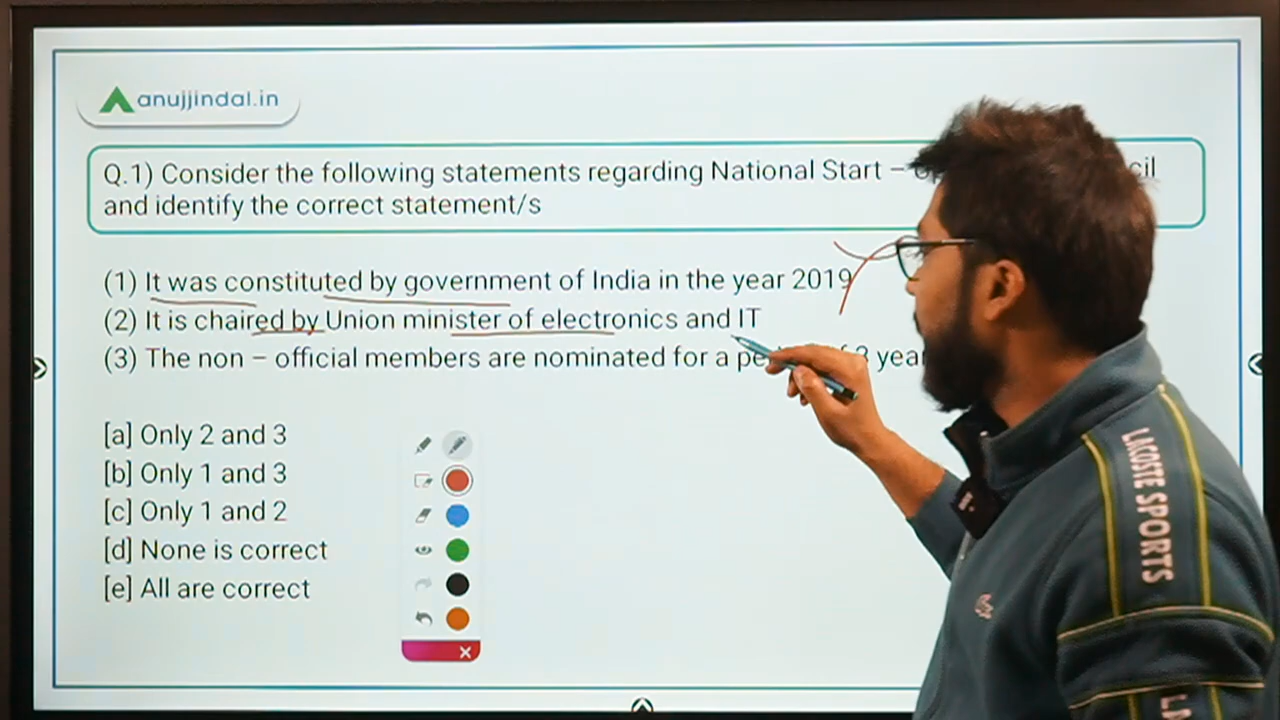 anujjindal.in
Q.1) Consider the following statements regarding National Start –
and identify the correct statement/s
(1) It was constituted by government of India in the year 2019
(2) It is chaired by Union minister of electronics and IT
(3) The non – official members are nominated for a
[a] Only 2 and 3
[b] Only 1 and 3
[c] Only 1 and 2
[d] None is correct
[e] All are correct
LACOSTE SPORTS